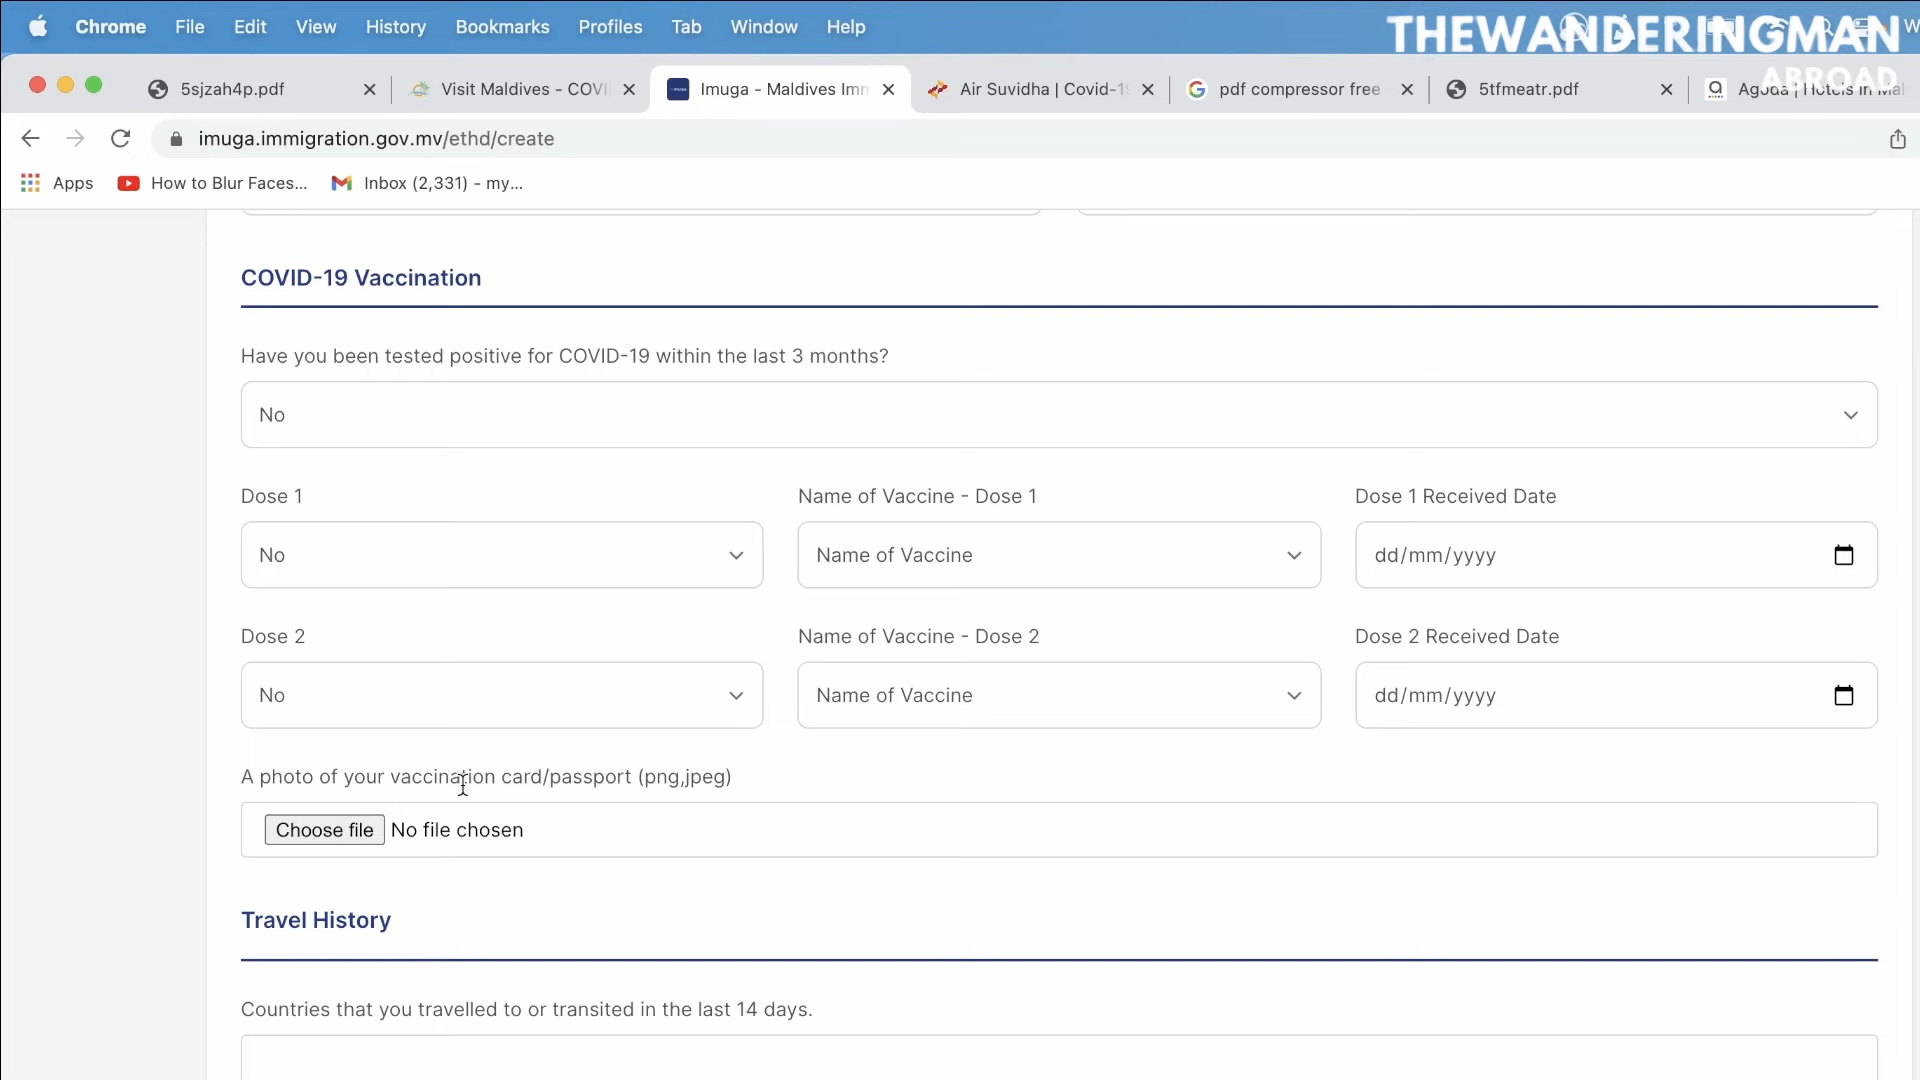 Chrome File Edit View History Bookmarks Profiles Tab Window Help
THEWANDERINGMAN
ABROAD
5sjzah4p.pdf Visit Maldives - COVI Imuga - Maldives Imm Air Suvidha | Covid-19 pdf compressor free 5tfmeatr.pdf Agoda | Hotels in Mal
imuga.immigration.gov.mv/ethd/create
Apps How to Blur Faces... Inbox (2,331) - my...
COVID-19 Vaccination
Have you been tested positive for COVID-19 within the last 3 months?
No
Dose 1 Name of Vaccine - Dose 1 Dose 1 Received Date
No Name of Vaccine dd/mm/yyyy
Dose 2 Name of Vaccine - Dose 2 Dose 2 Received Date
No Name of Vaccine dd/mm/yyyy
A photo of your vaccination card/passport (png,jpeg)
Choose file No file chosen
Travel History
Countries that you travelled to or transited in the last 14 days.